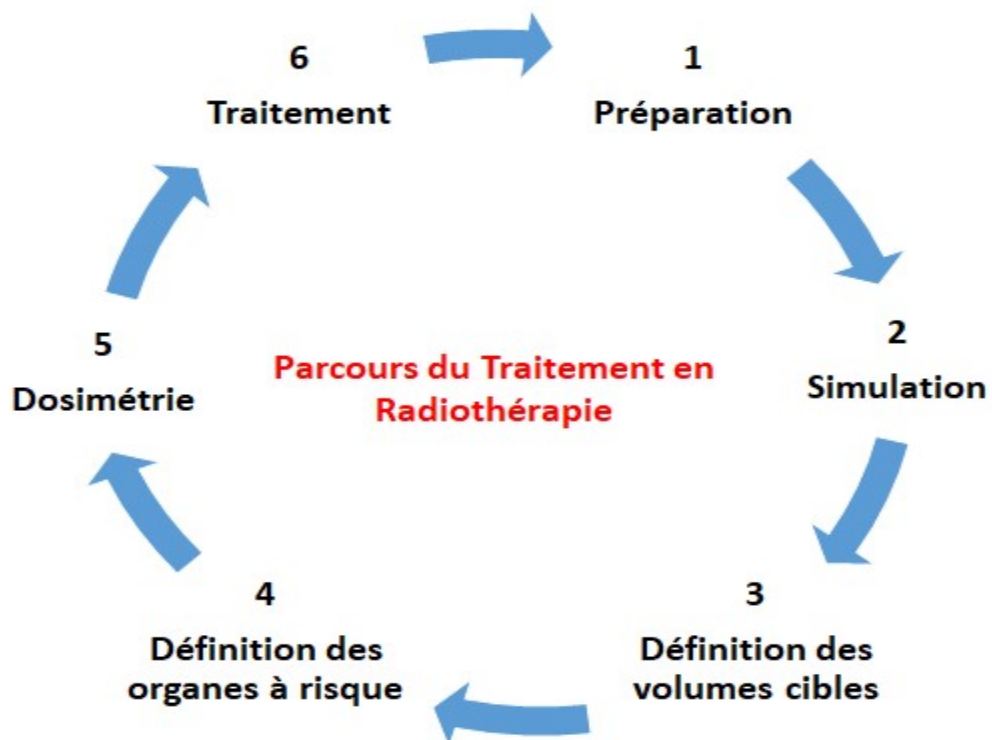 6
Traitement
1
Préparation
5
Dosimétrie
Parcours du Traitement en
Radiothérapie
2
Simulation
4
Définition des
organes à risque
3
Définition des
volumes cibles